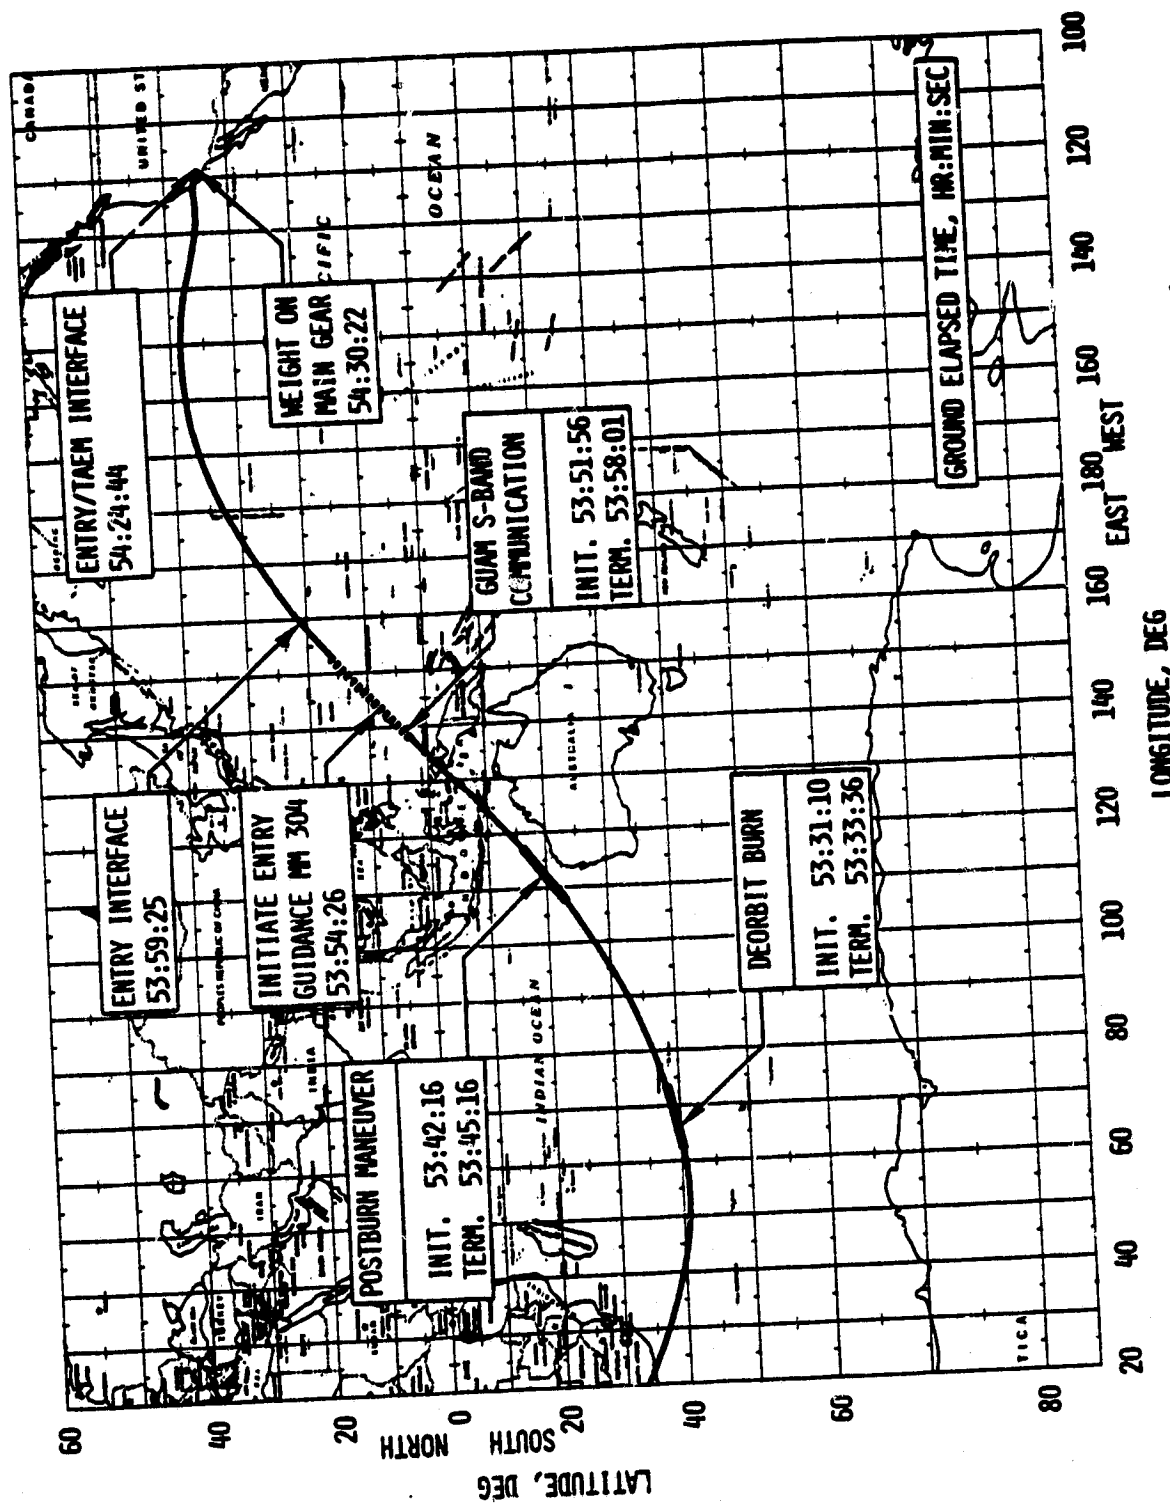 CANADA
UNITED ST
ENTRY/TAEM INTERFACE
54:24:44
WEIGHT ON
MAIN GEAR
54:30:22
CIFIC
OCEAN
GUAM S-BAND
COMMUNICATION
INIT. 53:51:56
TERM. 53:58:01
GROUND ELAPSED TIME, HR:MIN:SEC
ENTRY INTERFACE
53:59:25
INITIATE ENTRY
GUIDANCE MM 304
53:54:26
PEOPLES REPUBLIC OF CHINA
INDIA
IRAN
TURKEY
AUSTRALIA
INDIAN OCEAN
POSTBURN MANEUVER
INIT. 53:42:16
TERM. 53:45:16
DEORBIT BURN
INIT. 53:31:10
TERM. 53:33:36
TICA
60
40
20
0
20
40
60
80
NORTH
SOUTH
LATITUDE, DEG
20
40
60
80
100
120
140
160
180
160
140
120
100
EAST
WEST
LONGITUDE, DEG